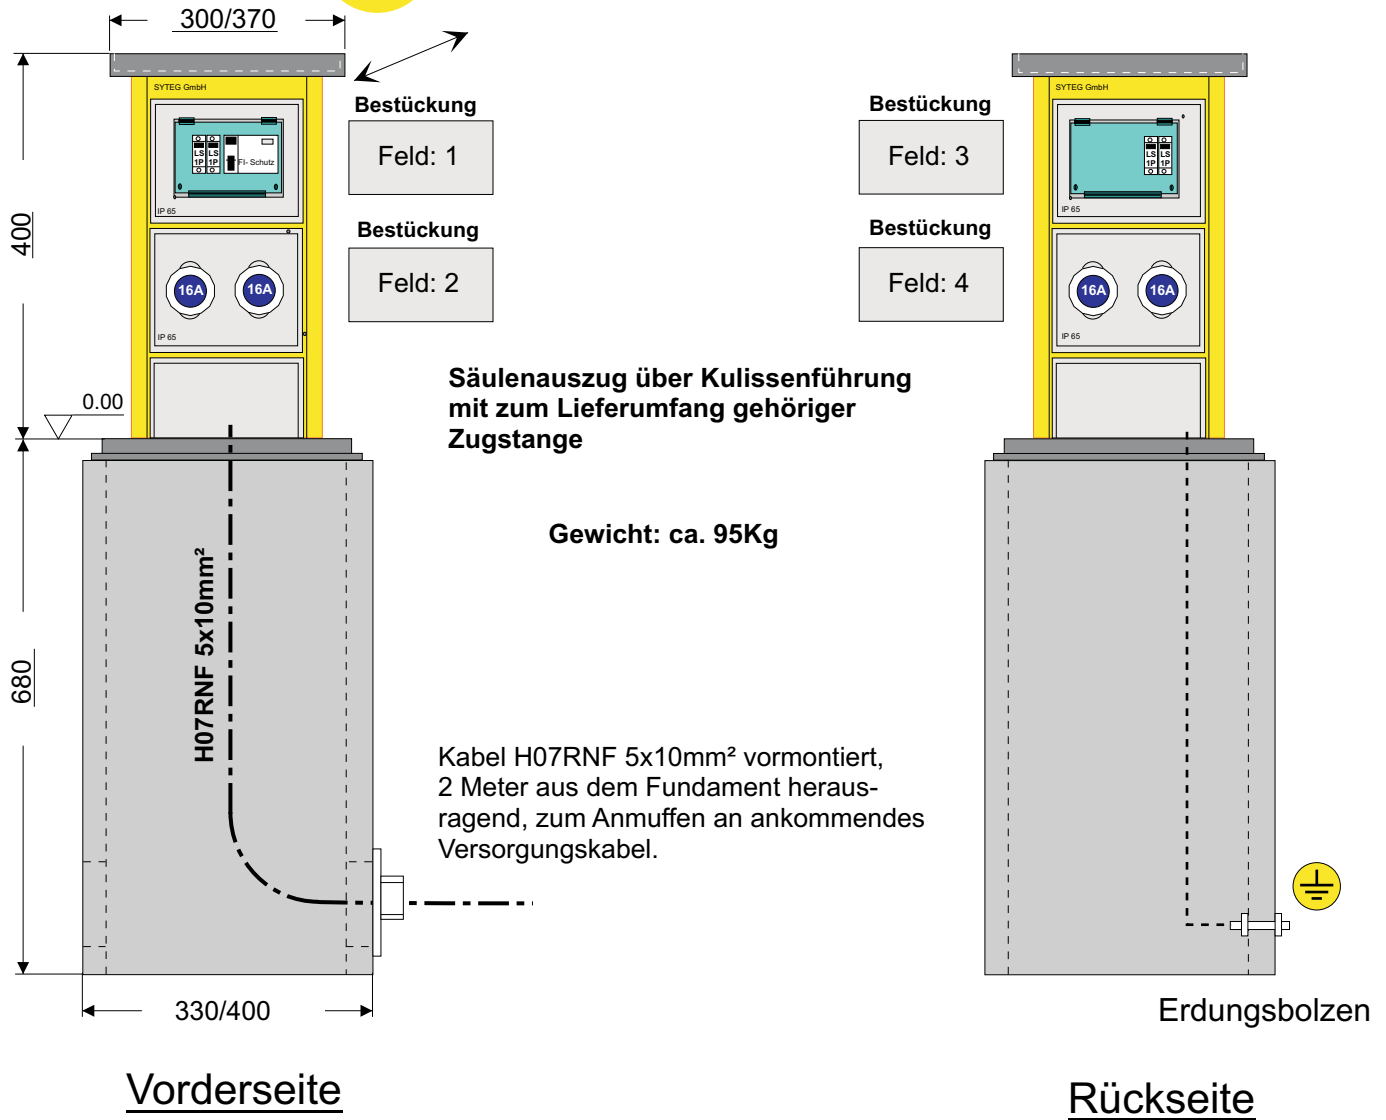 300/370
SYTEG GmbH
LS
1P
LS
1P
FI- Schutz
IP 65
16A
16A
IP 65
400
0.00
680
H07RNF 5x10mm²
330/400
Vorderseite
Bestückung
Feld: 1
Bestückung
Feld: 2
Bestückung
Feld: 3
Bestückung
Feld: 4
Säulenauszug über Kulissenführung
mit zum Lieferumfang gehöriger
Zugstange
Gewicht: ca. 95Kg
Kabel H07RNF 5x10mm² vormontiert,
2 Meter aus dem Fundament heraus-
ragend, zum Anmuffen an ankommendes
Versorgungskabel.
SYTEG GmbH
LS
1P
LS
1P
IP 65
16A
16A
IP 65
Erdungsbolzen
Rückseite